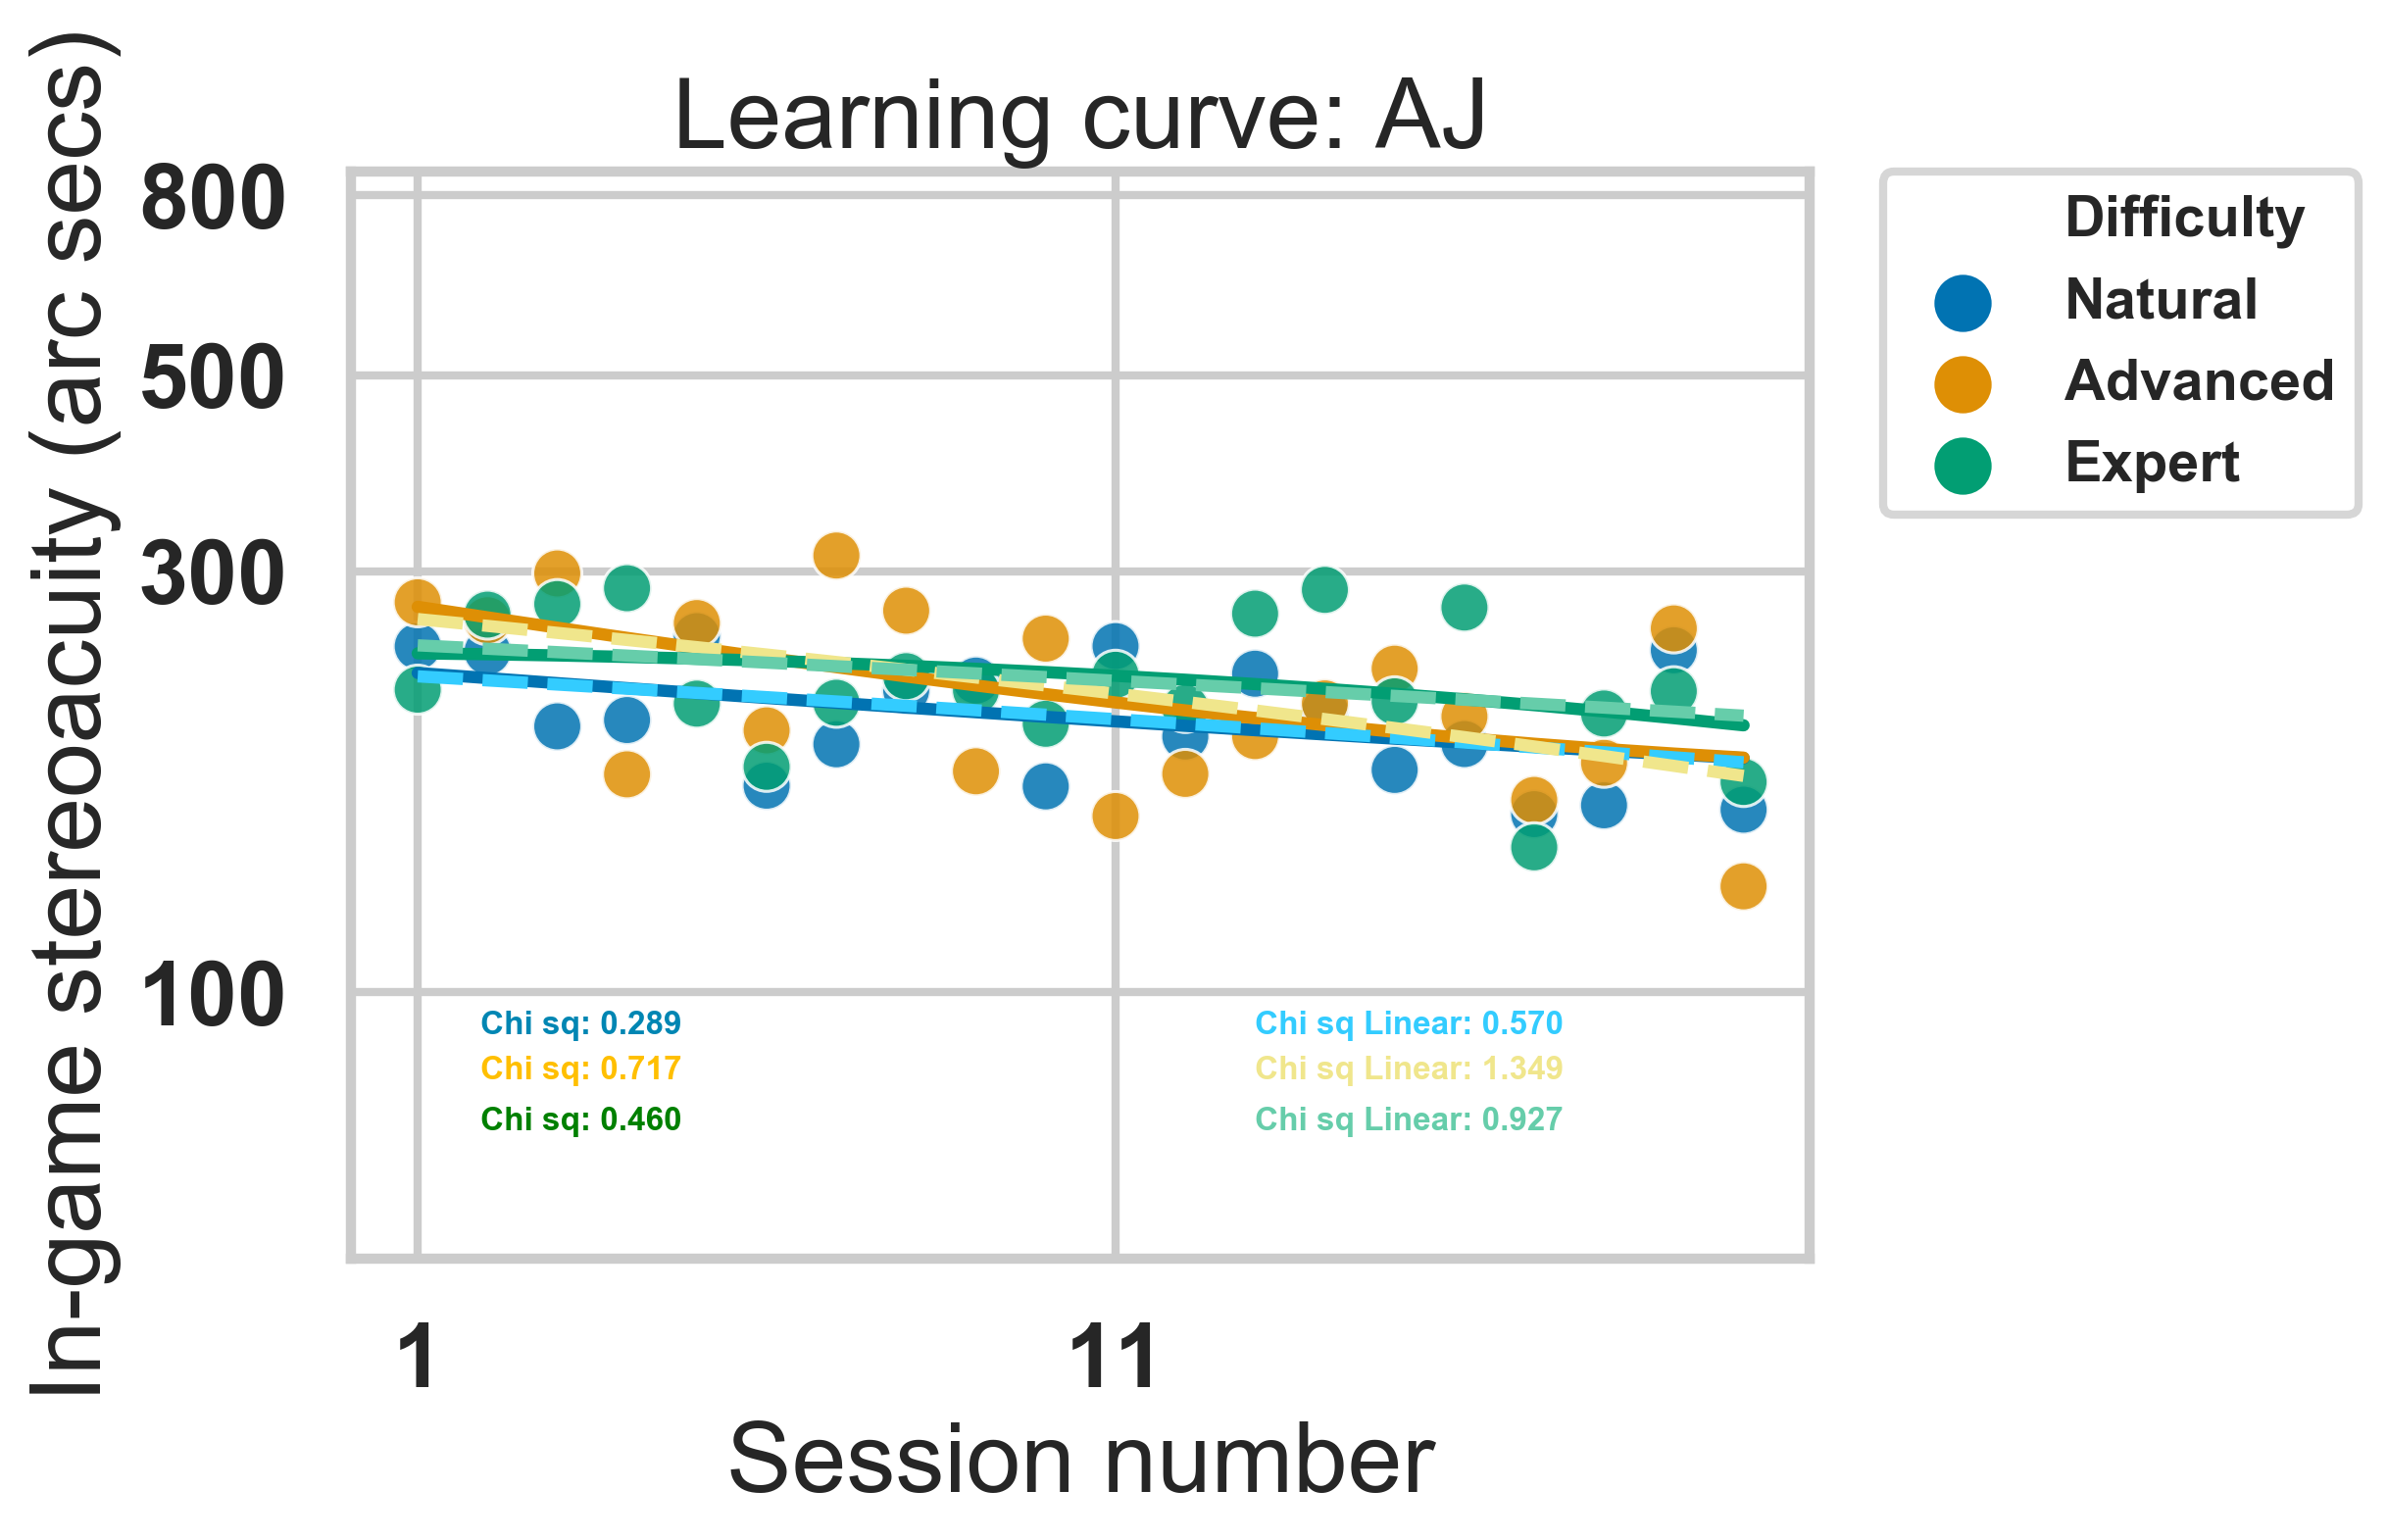 Learning curve: AJ
In-game stereoacuity (arc secs)
800
500
300
100
Difficulty
Natural
Advanced
Expert
Chi sq: 0.289
Chi sq: 0.717
Chi sq: 0.460
Chi sq Linear: 0.570
Chi sq Linear: 1.349
Chi sq Linear: 0.927
1
11
Session number